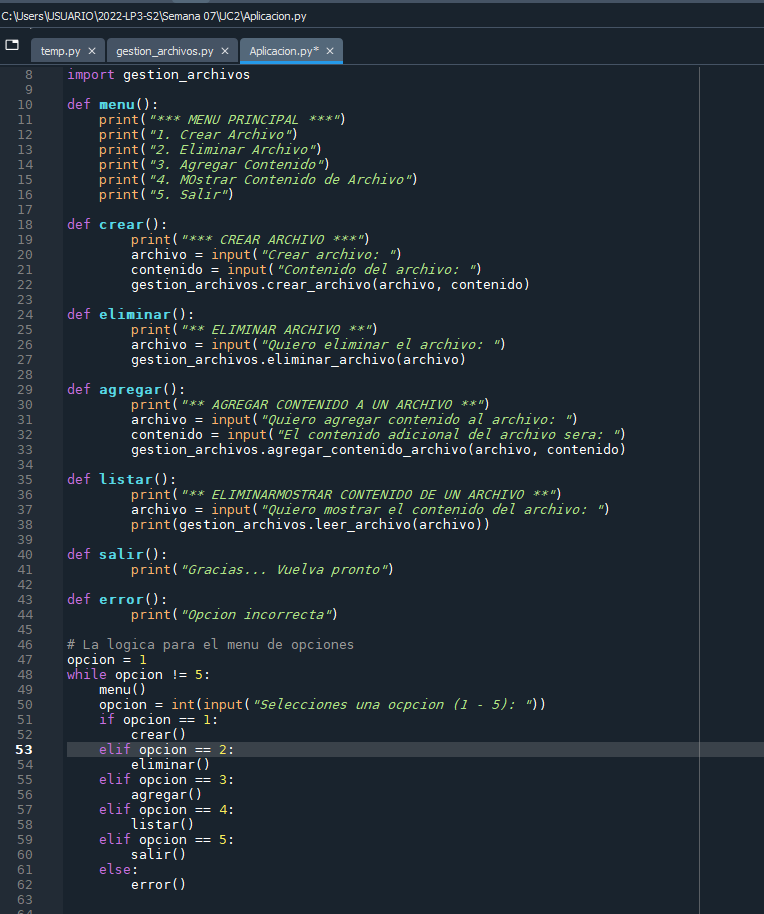 C:\Users\USUARIO\2022-LP3-S2\Semana 07\UC2\Aplicacion.py
temp.py × gestion_archivos.py × Aplicacion.py* ×
8 import gestion_archivos
9
10 def menu():
11     print("*** MENU PRINCIPAL ***")
12     print("1. Crear Archivo")
13     print("2. Eliminar Archivo")
14     print("3. Agregar Contenido")
15     print("4. MOstrar Contenido de Archivo")
16     print("5. Salir")
17
18 def crear():
19         print("*** CREAR ARCHIVO ***")
20         archivo = input("Crear archivo: ")
21         contenido = input("Contenido del archivo: ")
22         gestion_archivos.crear_archivo(archivo, contenido)
23
24 def eliminar():
25         print("** ELIMINAR ARCHIVO **")
26         archivo = input("Quiero eliminar el archivo: ")
27         gestion_archivos.eliminar_archivo(archivo)
28
29 def agregar():
30         print("** AGREGAR CONTENIDO A UN ARCHIVO **")
31         archivo = input("Quiero agregar contenido al archivo: ")
32         contenido = input("El contenido adicional del archivo sera: ")
33         gestion_archivos.agregar_contenido_archivo(archivo, contenido)
34
35 def listar():
36         print("** ELIMINARMOSTRAR CONTENIDO DE UN ARCHIVO **")
37         archivo = input("Quiero mostrar el contenido del archivo: ")
38         print(gestion_archivos.leer_archivo(archivo))
39
40 def salir():
41         print("Gracias... Vuelva pronto")
42
43 def error():
44         print("Opcion incorrecta")
45
46 # La logica para el menu de opciones
47 opcion = 1
48 while opcion != 5:
49     menu()
50     opcion = int(input("Selecciones una ocpcion (1 - 5): "))
51     if opcion == 1:
52         crear()
53     elif opcion == 2:
54         eliminar()
55     elif opcion == 3:
56         agregar()
57     elif opcion == 4:
58         listar()
59     elif opcion == 5:
60         salir()
61     else:
62         error()
63